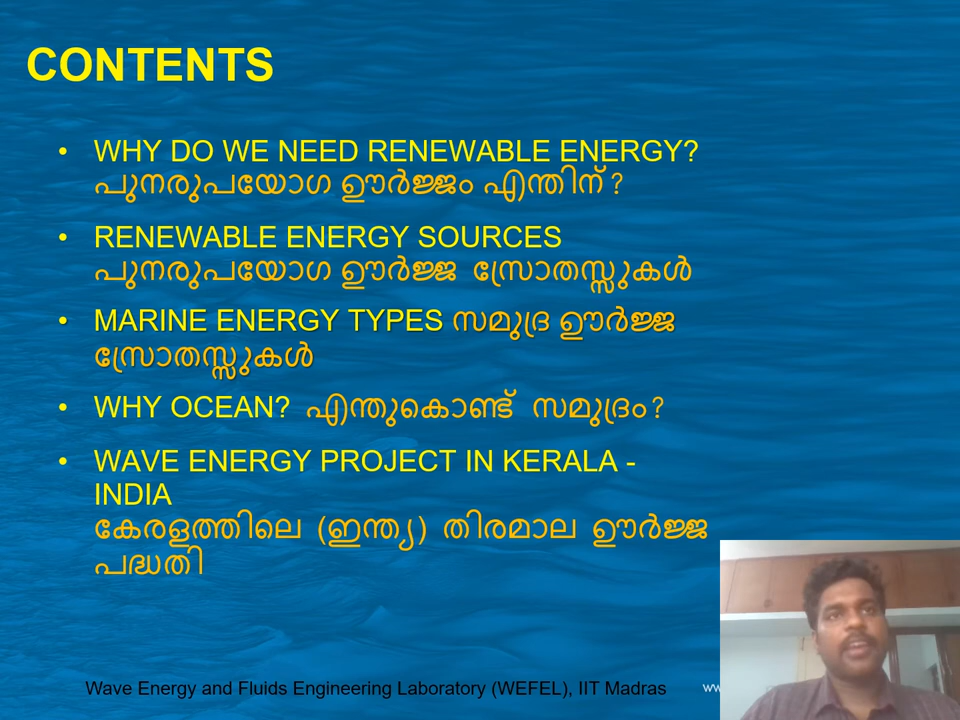 CONTENTS
• WHY DO WE NEED RENEWABLE ENERGY?
പുനരുപയോഗ ഊർജ്ജം എന്തിന് ?
• RENEWABLE ENERGY SOURCES
പുനരുപയോഗ ഊർജ്ജ സ്രോതസ്സുകൾ
• MARINE ENERGY TYPES സമുദ്ര ഊർജ്ജ
സ്രോതസ്സുകൾ
• WHY OCEAN? എന്തുകൊണ്ട് സമുദ്രം?
• WAVE ENERGY PROJECT IN KERALA -
INDIA
കേരളത്തിലെ (ഇന്ത്യ) തിരമാല ഊർജ്ജ
പദ്ധതി
Wave Energy and Fluids Engineering Laboratory (WEFEL), IIT Madras